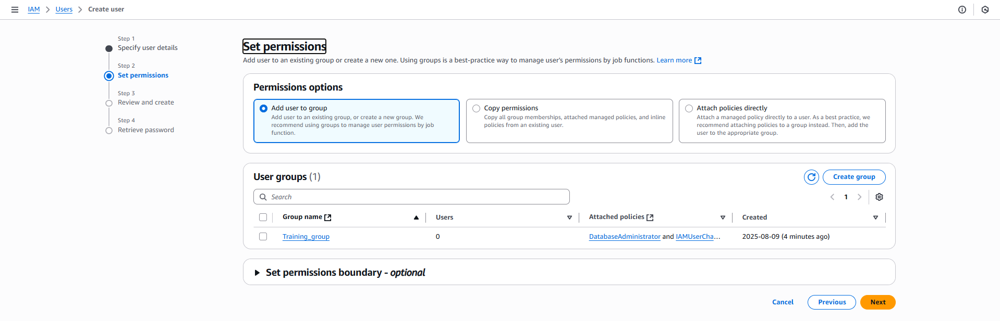 IAM > Users > Create user
Step 1
Specify user details
Step 2
Set permissions
Step 3
Review and create
Step 4
Retrieve password
Set permissions
Add user to an existing group or create a new one. Using groups is a best-practice way to manage user's permissions by job functions. Learn more
Permissions options
Add user to group
Add user to an existing group, or create a new group. We
recommend using groups to manage user permissions by job
function.
Copy permissions
Copy all group memberships, attached managed policies, and inline
policies from an existing user.
Attach policies directly
Attach a managed policy directly to a user. As a best practice, we
recommend attaching policies to a group instead. Then, add the
user to the appropriate group.
User groups (1)
Create group
Search
1
Group name Users Attached policies Created
Training_group 0 DatabaseAdministrator and IAMUserCha... 2025-08-09 (4 minutes ago)
Set permissions boundary - optional
Cancel Previous Next